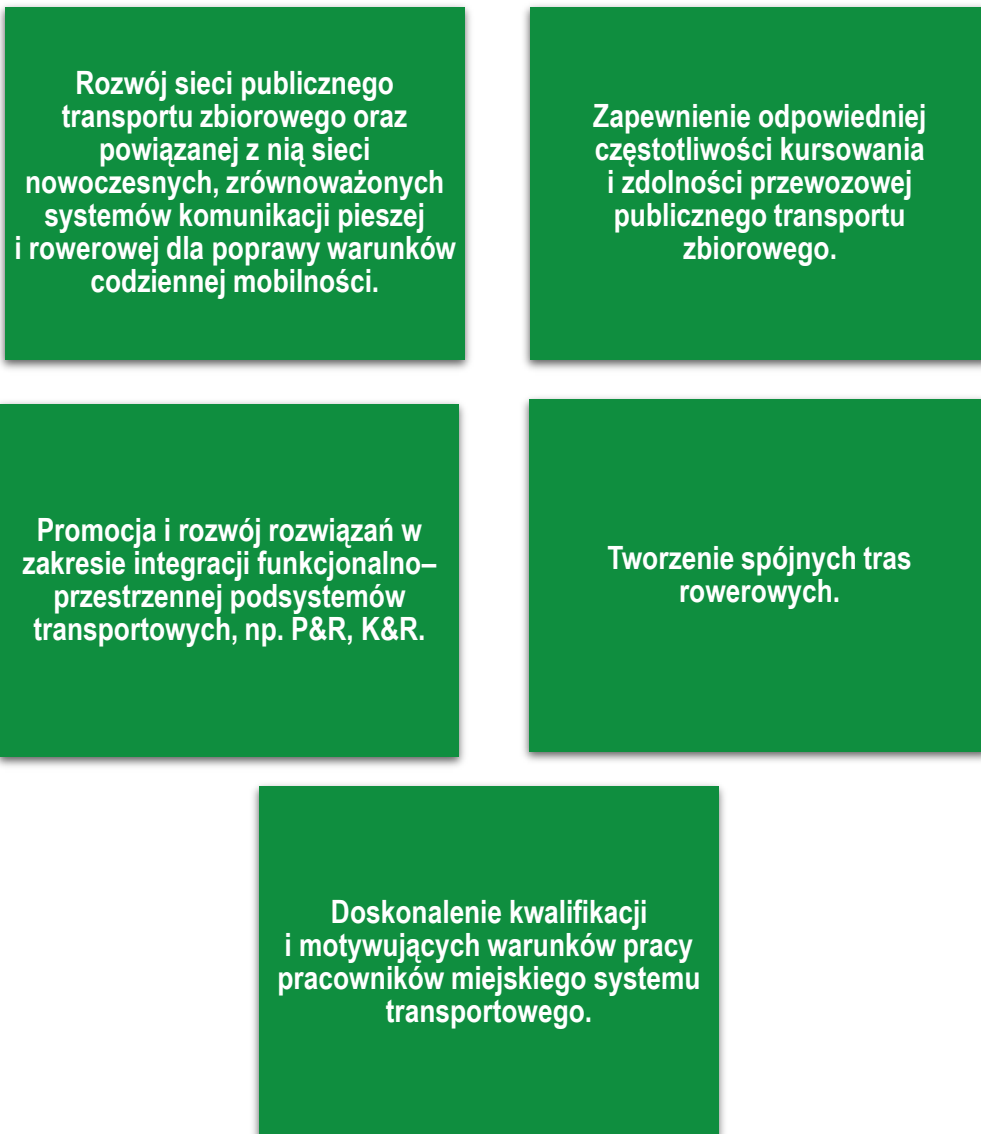 Rozwój sieci publicznego
transportu zbiorowego oraz
powiązanej z nią sieci
nowoczesnych, zrównoważonych
systemów komunikacji pieszej
i rowerowej dla poprawy warunków
codziennej mobilności.
Zapewnienie odpowiedniej
częstotliwości kursowania
i zdolności przewozowej
publicznego transportu
zbiorowego.
Promocja i rozwój rozwiązań w
zakresie integracji funkcjonalno–
przestrzennej podsystemów
transportowych, np. P&R, K&R.
Tworzenie spójnych tras
rowerowych.
Doskonalenie kwalifikacji
i motywujących warunków pracy
pracowników miejskiego systemu
transportowego.